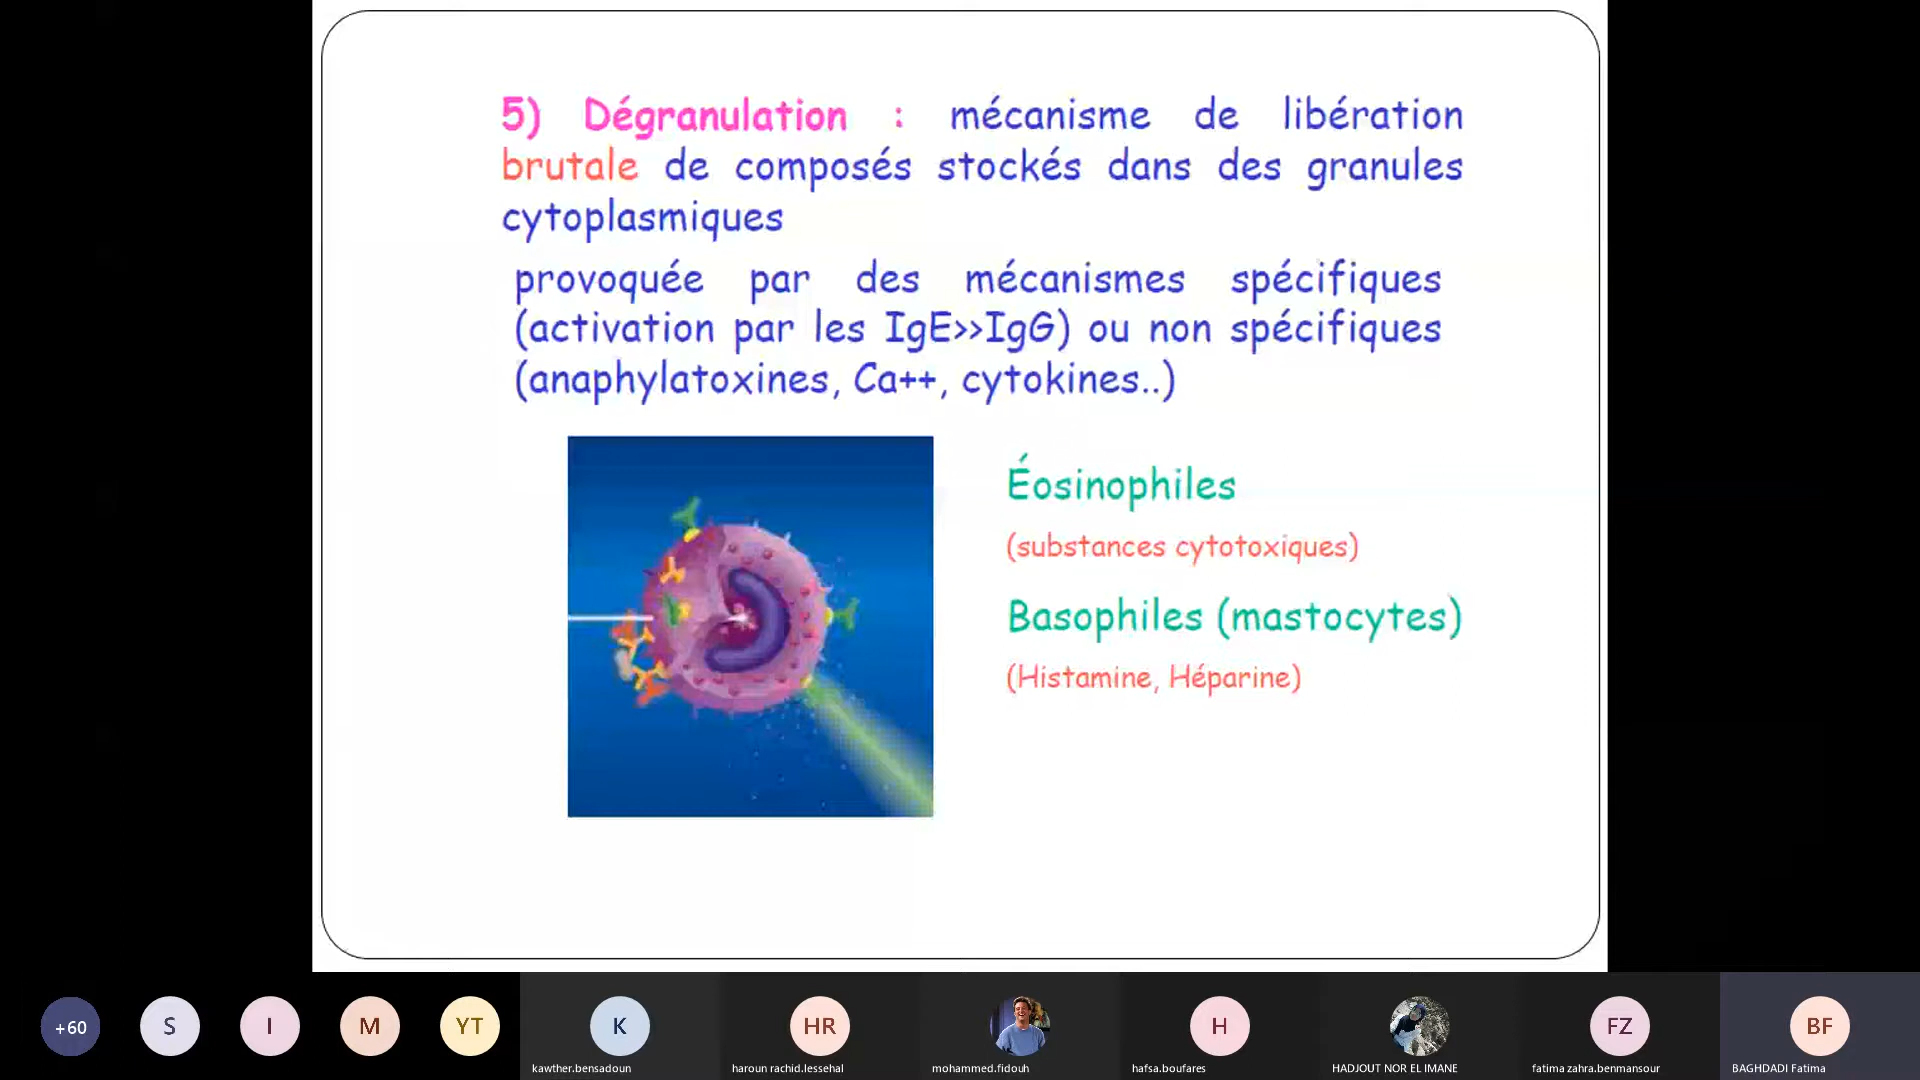 5) Dégranulation : mécanisme de libération
brutale de composés stockés dans des granules
cytoplasmiques
provoquée par des mécanismes spécifiques
(activation par les IgE>>IgG) ou non spécifiques
(anaphylatoxines, Ca++, cytokines..)
Éosinophiles
(substances cytotoxiques)
Basophiles (mastocytes)
(Histamine, Héparine)
+60
S
I
M
YT
K
HR
H
FZ
BF
kawther.bensadoun
haroun rachid.lessehal
mohammed.fidouh
hafsa.boufares
HADJOUT NOR EL IMANE
fatima zahra.benmansour
BAGHDADI Fatima